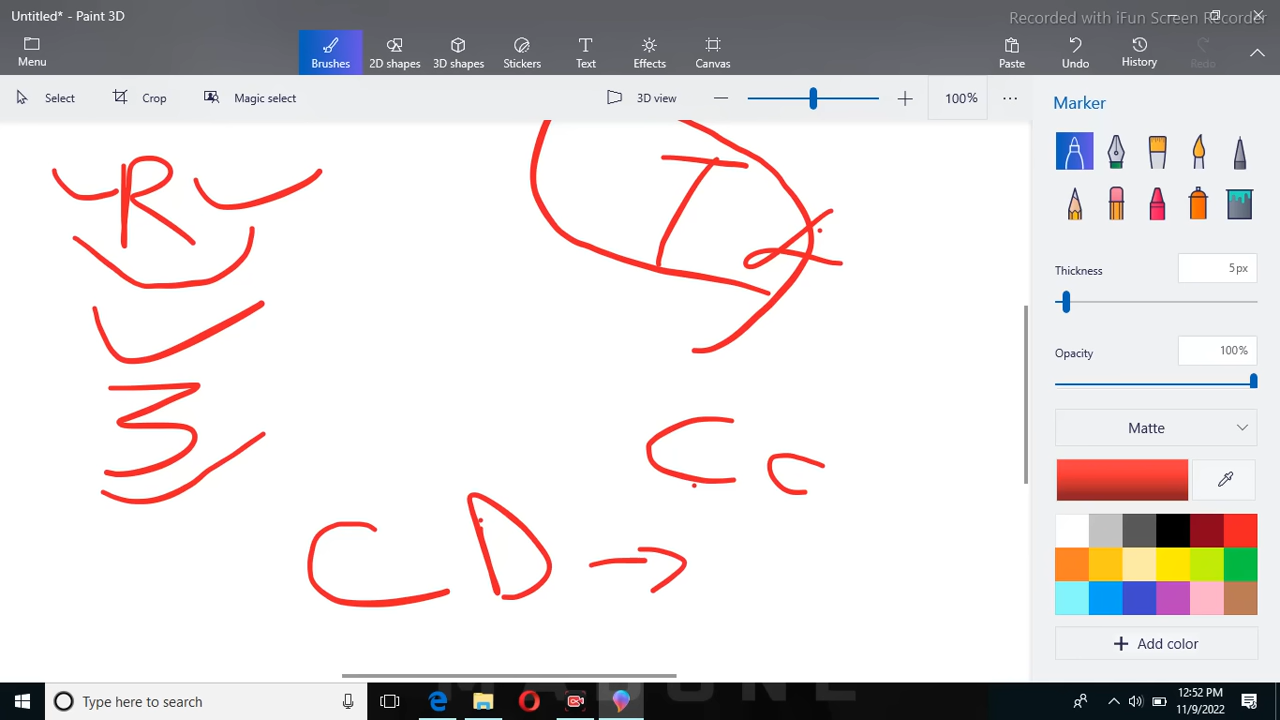 Untitled* - Paint 3D
Recorded with iFun Screen Recorder
Menu
Brushes
2D shapes
3D shapes
Stickers
Text
Effects
Canvas
Paste
Undo
History
Redo
Select
Crop
Magic select
3D view
100%
Marker
R
I
Thickness
5px
Opacity
100%
Matte
3
C c
C D →
Add color
Type here to search
12:52 PM
11/9/2022